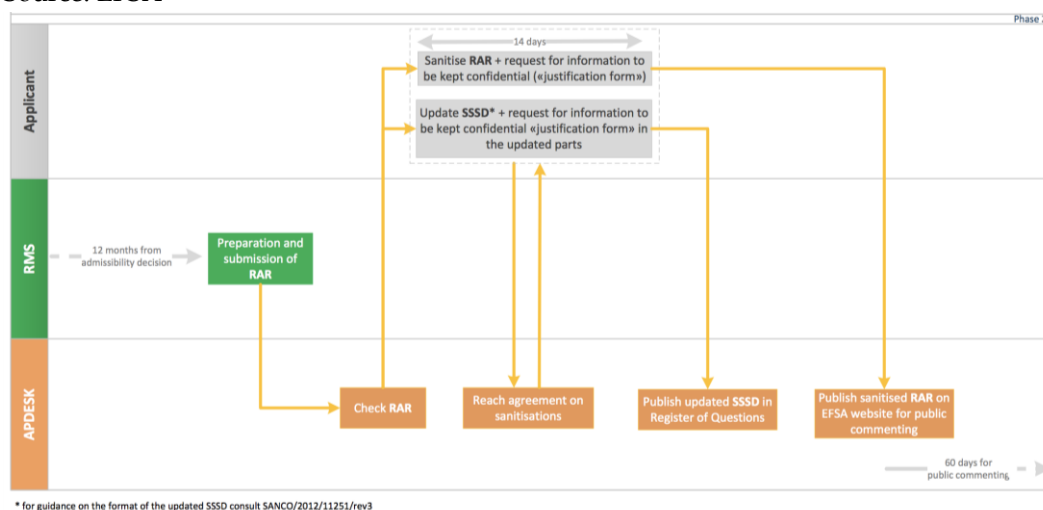 Source: EFSA
Phase
Applicant
14 days
Sanitise RAR + request for information to
be kept confidential («justification form»)
Update SSSD* + request for information to
be kept confidential «justification form» in
the updated parts
RMS
12 months from
admissibility decision
Preparation and
submission of
RAR
APDESK
Check RAR
Reach agreement on
sanitisations
Publish updated SSSD in
Register of Questions
Publish sanitised RAR on
EFSA website for public
commenting
60 days for
public commenting
* for guidance on the format of the updated SSSD consult SANCO/2012/11251/rev3